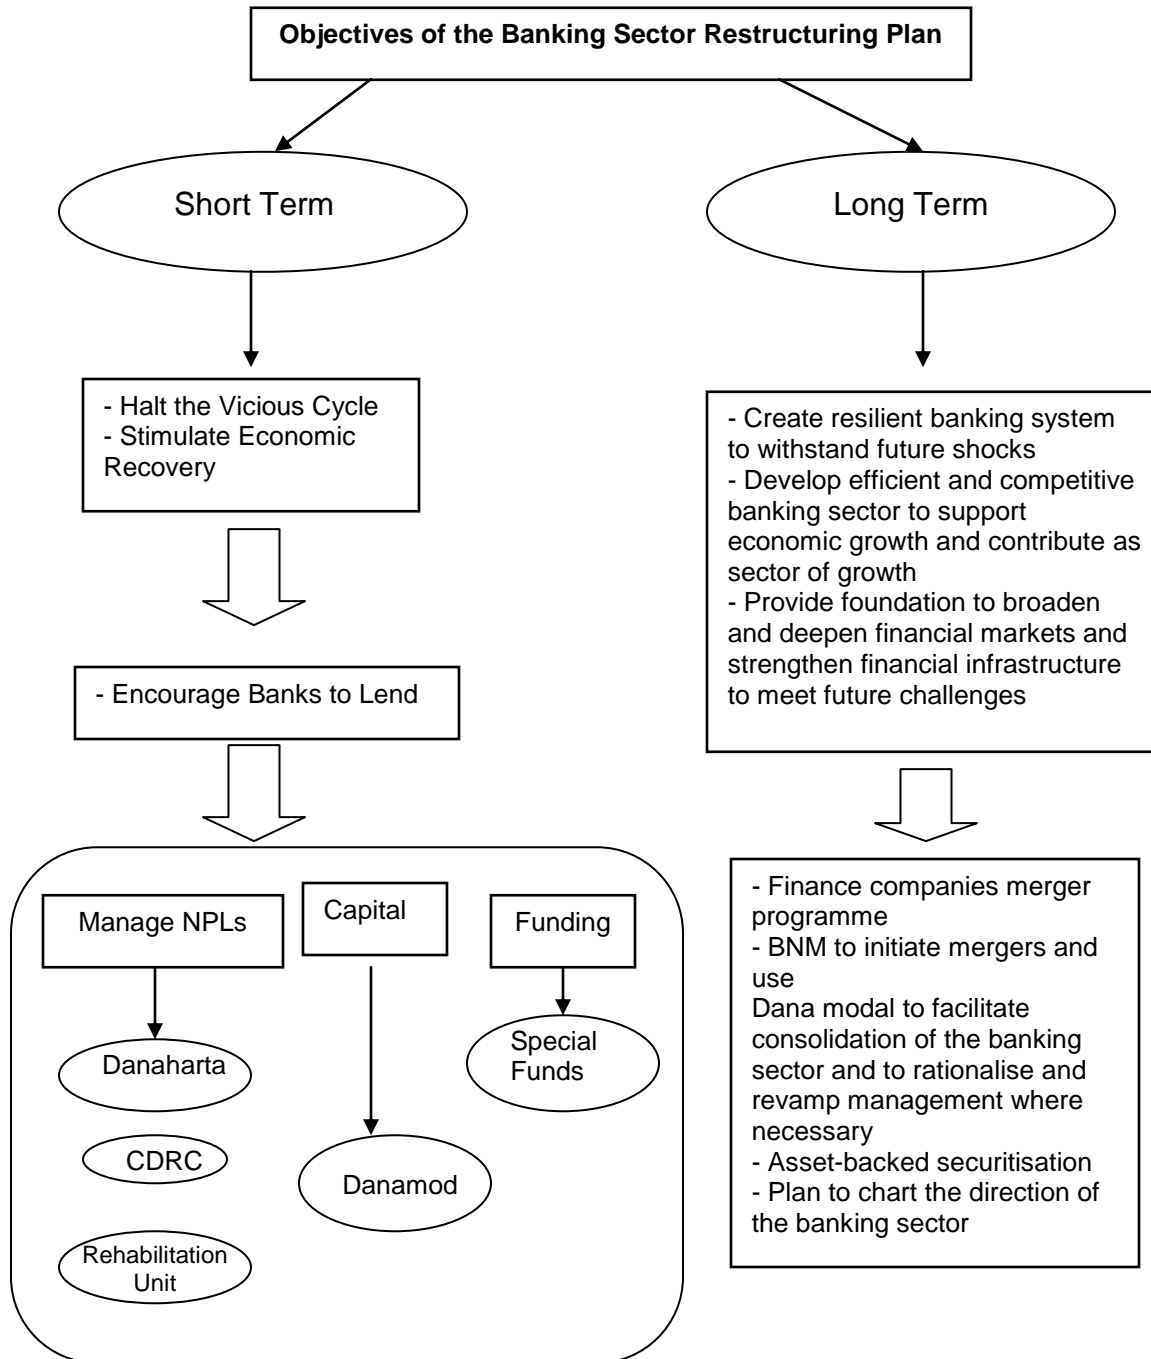 Objectives of the Banking Sector Restructuring Plan
Short Term
Long Term
- Halt the Vicious Cycle
- Stimulate Economic
Recovery
- Encourage Banks to Lend
Manage NPLs
Capital
Funding
Danaharta
CDRC
Rehabilitation
Unit
Danamod
Special
Funds
- Create resilient banking system
to withstand future shocks
- Develop efficient and competitive
banking sector to support
economic growth and contribute as
sector of growth
- Provide foundation to broaden
and deepen financial markets and
strengthen financial infrastructure
to meet future challenges
- Finance companies merger
programme
- BNM to initiate mergers and
use
Dana modal to facilitate
consolidation of the banking
sector and to rationalise and
revamp management where
necessary
- Asset-backed securitisation
- Plan to chart the direction of
the banking sector